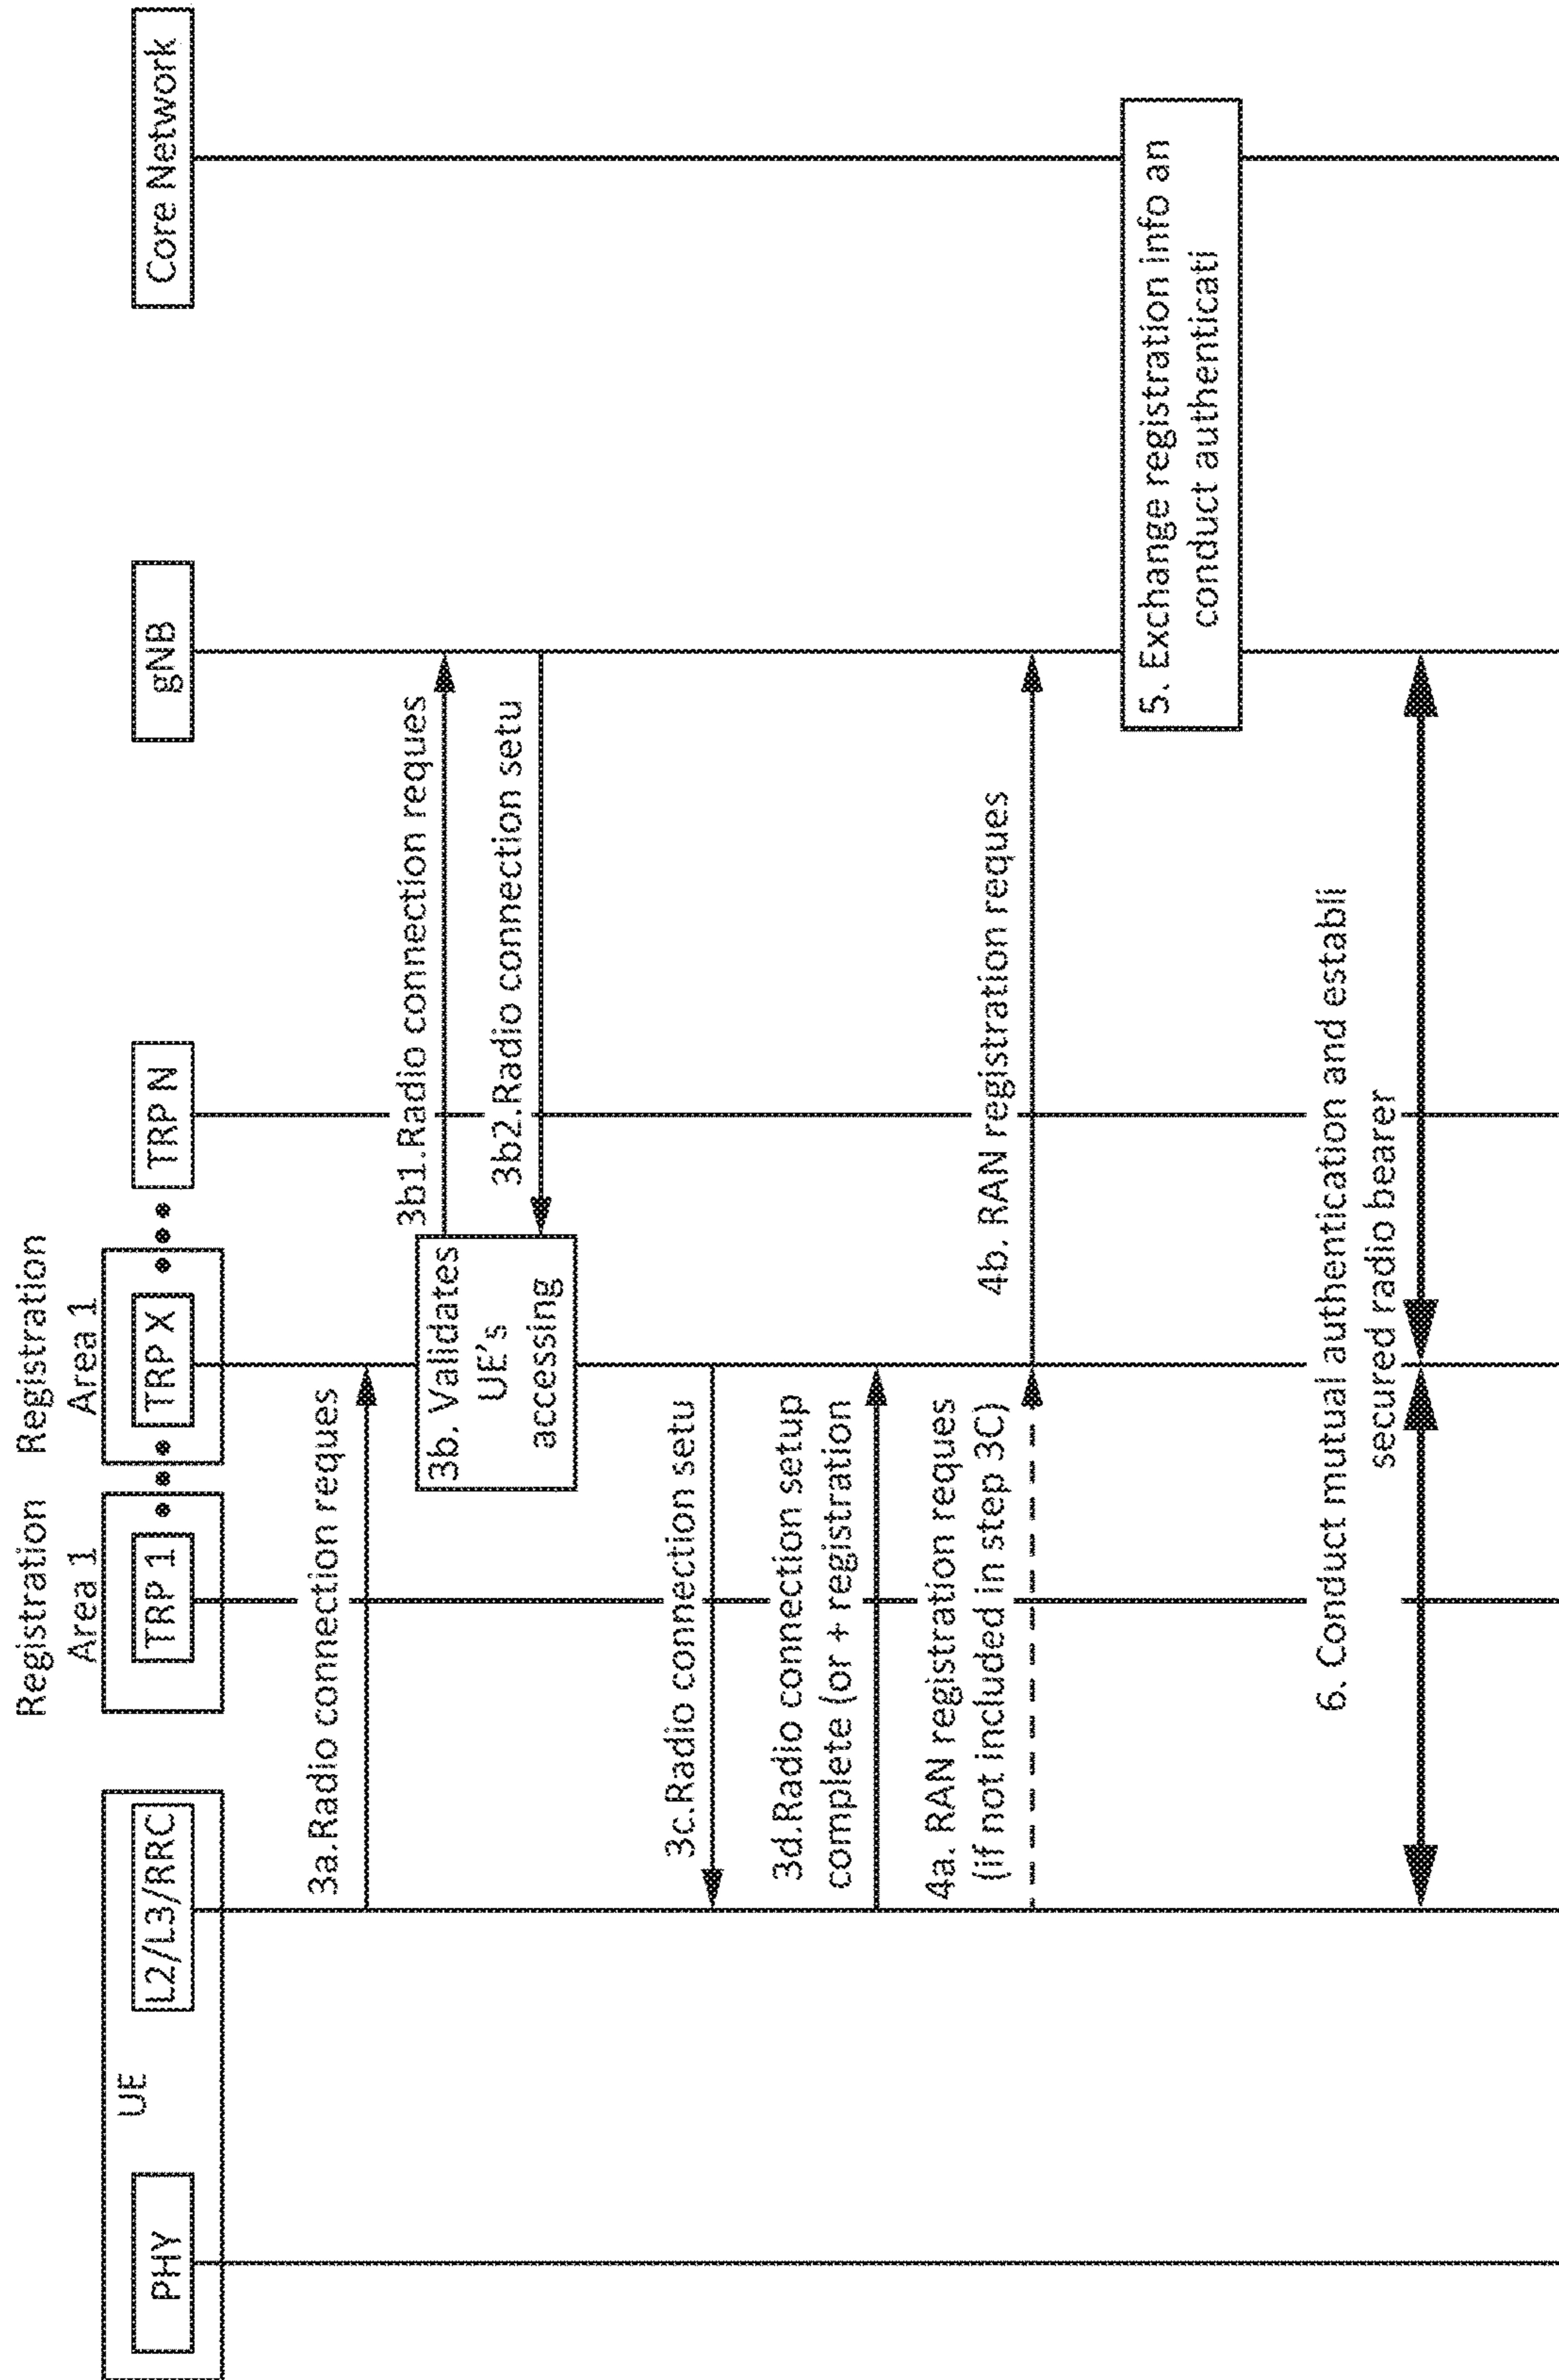 UE
PHY
L2/L3/RRC
Registration
Area 1
TRP 1
Registration
Area 1
TRP X
TRP N
gNB
Core Network
3a.Radio connection reques
3b. Validates
UE's
accessing
3b1.Radio connection reques
3b2.Radio connection setu
3c.Radio connection setu
3d.Radio connection setup
complete (or + registration
4a. RAN registration reques
(if not included in step 3C)
4b. RAN registration reques
5. Exchange registration info an
conduct authenticati
6. Conduct mutual authentication and establi
secured radio bearer